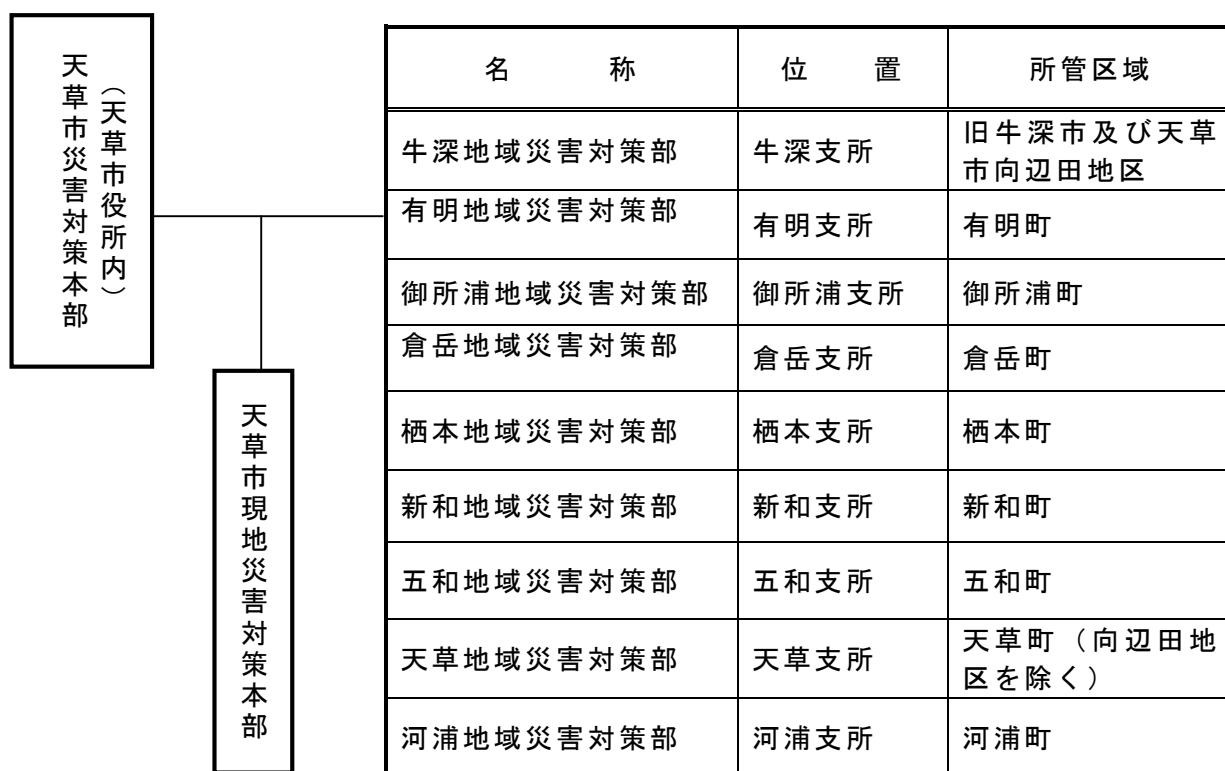 天草市災害対策本部
（天草市役所内）
天草市現地災害対策本部
名　　　称　位　　置　所管区域
牛深地域災害対策部　牛深支所　旧牛深市及び天草
市向辺田地区
有明地域災害対策部　有明支所　有明町
御所浦地域災害対策部　御所浦支所　御所浦町
倉岳地域災害対策部　倉岳支所　倉岳町
栖本地域災害対策部　栖本支所　栖本町
新和地域災害対策部　新和支所　新和町
五和地域災害対策部　五和支所　五和町
天草地域災害対策部　天草支所　天草町（向辺田地
区を除く）
河浦地域災害対策部　河浦支所　河浦町